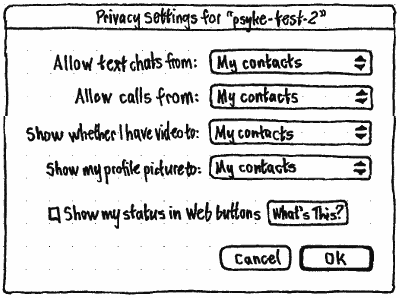 Privacy settings for "psyke-test-2"
Allow text chats from: My contacts
Allow calls from: My contacts
Show whether I have video to: My contacts
Show my profile picture to: My contacts
Show my status in Web buttons What's This?
Cancel OK